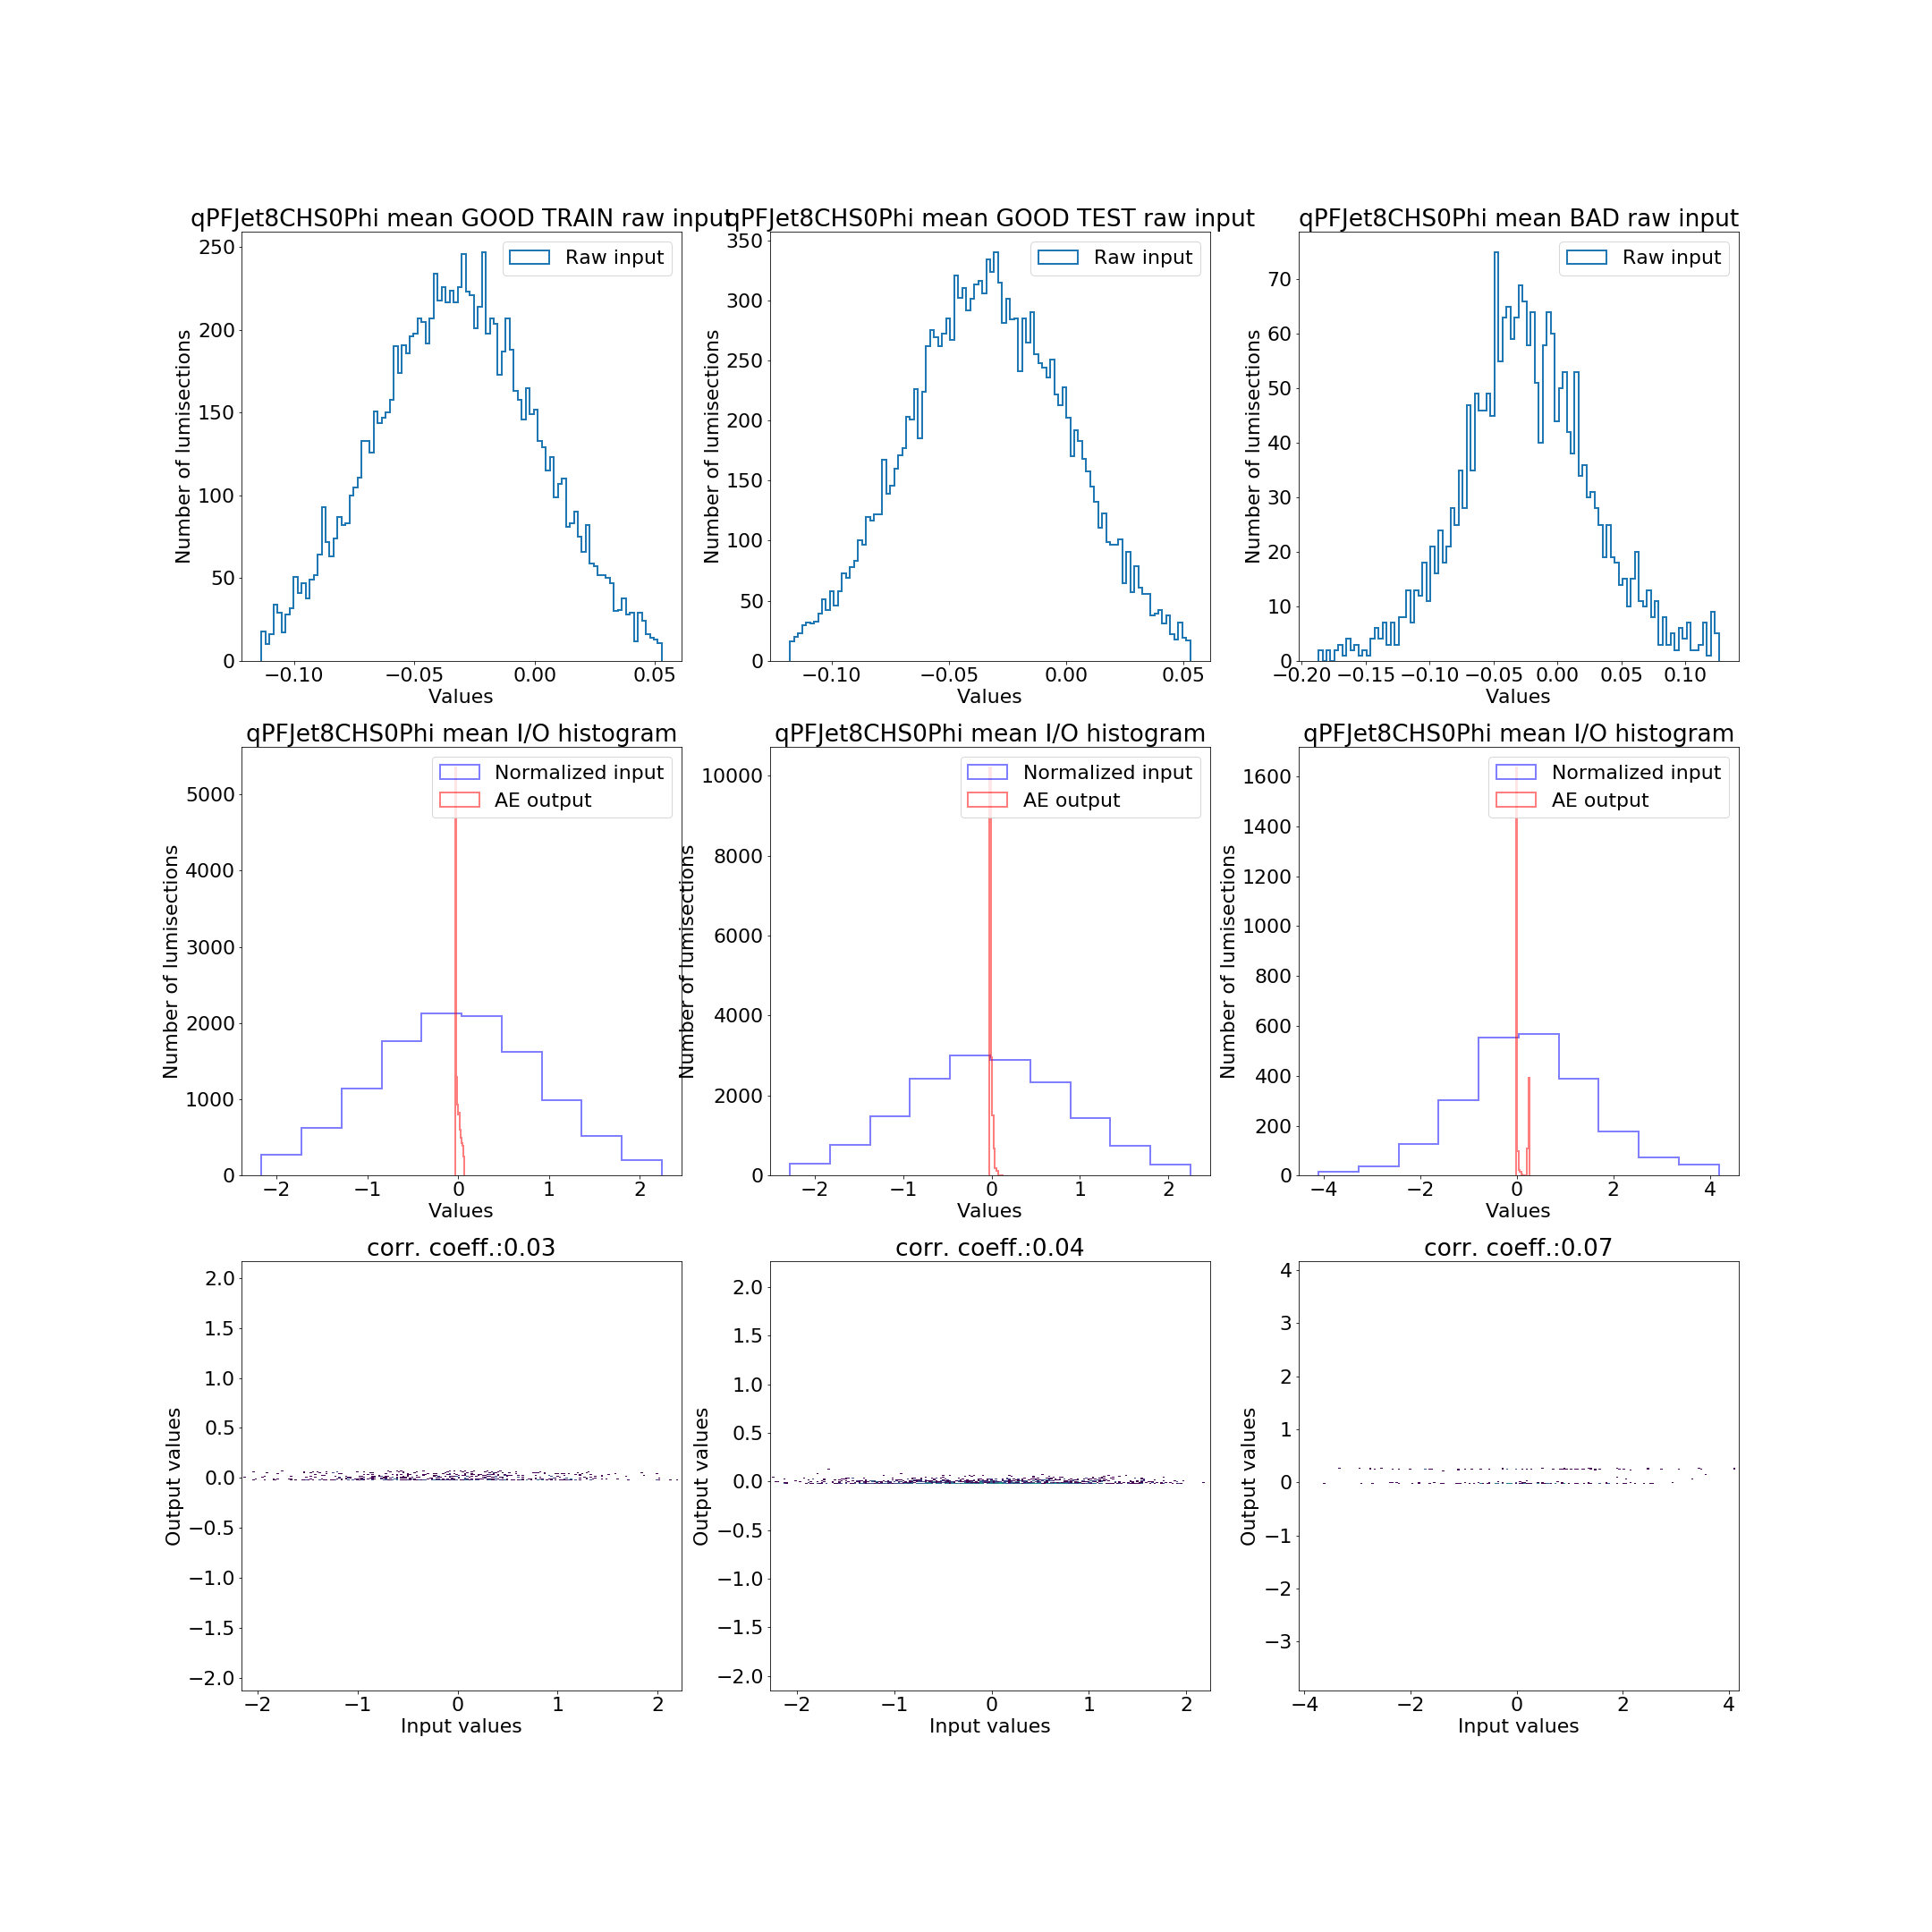 qPFJet8CHS0Phi mean GOOD TRAIN raw input
Number of lumisections
250
200
150
100
50
0
Raw input
−0.10 −0.05 0.00 0.05
Values
qPFJet8CHS0Phi mean GOOD TEST raw input
Number of lumisections
350
300
250
200
150
100
50
0
Raw input
−0.10 −0.05 0.00 0.05
Values
qPFJet8CHS0Phi mean BAD raw input
Number of lumisections
70
60
50
40
30
20
10
0
Raw input
−0.20 −0.15 −0.10 −0.05 0.00 0.05 0.10
Values
qPFJet8CHS0Phi mean I/O histogram
Number of lumisections
5000
4000
3000
2000
1000
0
Normalized input
AE output
−2 −1 0 1 2
Values
qPFJet8CHS0Phi mean I/O histogram
Number of lumisections
10000
8000
6000
4000
2000
0
Normalized input
AE output
−2 −1 0 1 2
Values
qPFJet8CHS0Phi mean I/O histogram
Number of lumisections
1600
1400
1200
1000
800
600
400
200
0
Normalized input
AE output
−4 −2 0 2 4
Values
corr. coeff.:0.03
Output values
2.0
1.5
1.0
0.5
0.0
−0.5
−1.0
−1.5
−2.0
−2 −1 0 1 2
Input values
corr. coeff.:0.04
Output values
2.0
1.5
1.0
0.5
0.0
−0.5
−1.0
−1.5
−2.0
−2 −1 0 1 2
Input values
corr. coeff.:0.07
Output values
4
3
2
1
0
−1
−2
−3
−4 −2 0 2 4
Input values